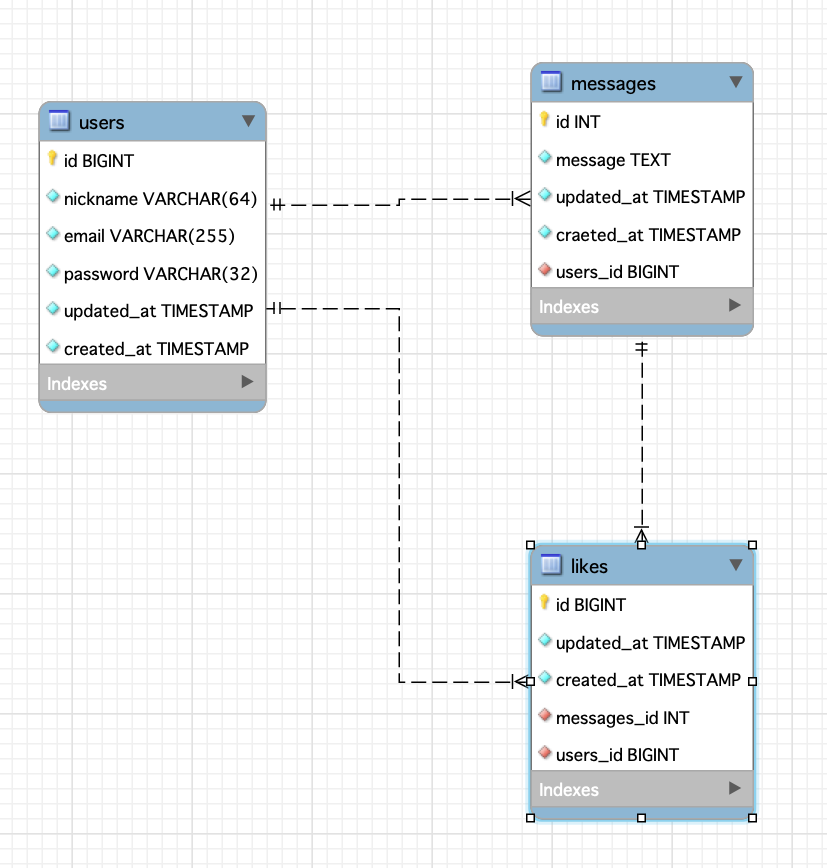 users
id BIGINT
nickname VARCHAR(64)
email VARCHAR(255)
password VARCHAR(32)
updated_at TIMESTAMP
created_at TIMESTAMP
Indexes
messages
id INT
message TEXT
updated_at TIMESTAMP
craeted_at TIMESTAMP
users_id BIGINT
Indexes
likes
id BIGINT
updated_at TIMESTAMP
created_at TIMESTAMP
messages_id INT
users_id BIGINT
Indexes